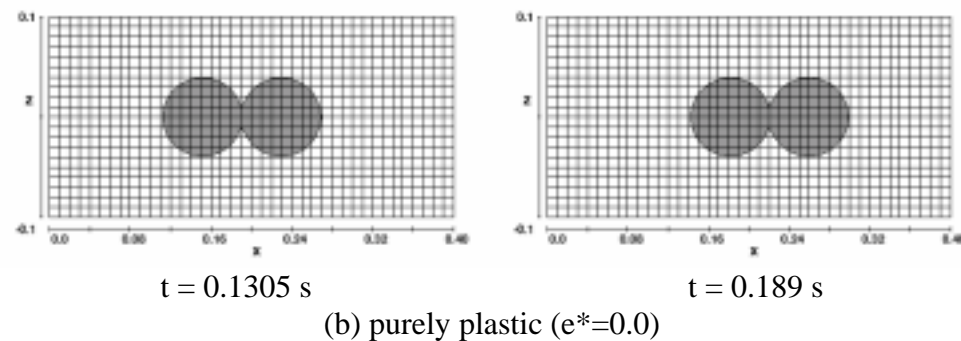 0.1 0.1
z z
-0.1 -0.1
0.0 0.08 0.16 0.24 0.32 0.40 0.0 0.08 0.16 0.24 0.32 0.40
x x
t = 0.1305 s t = 0.189 s
(b) purely plastic (e*=0.0)